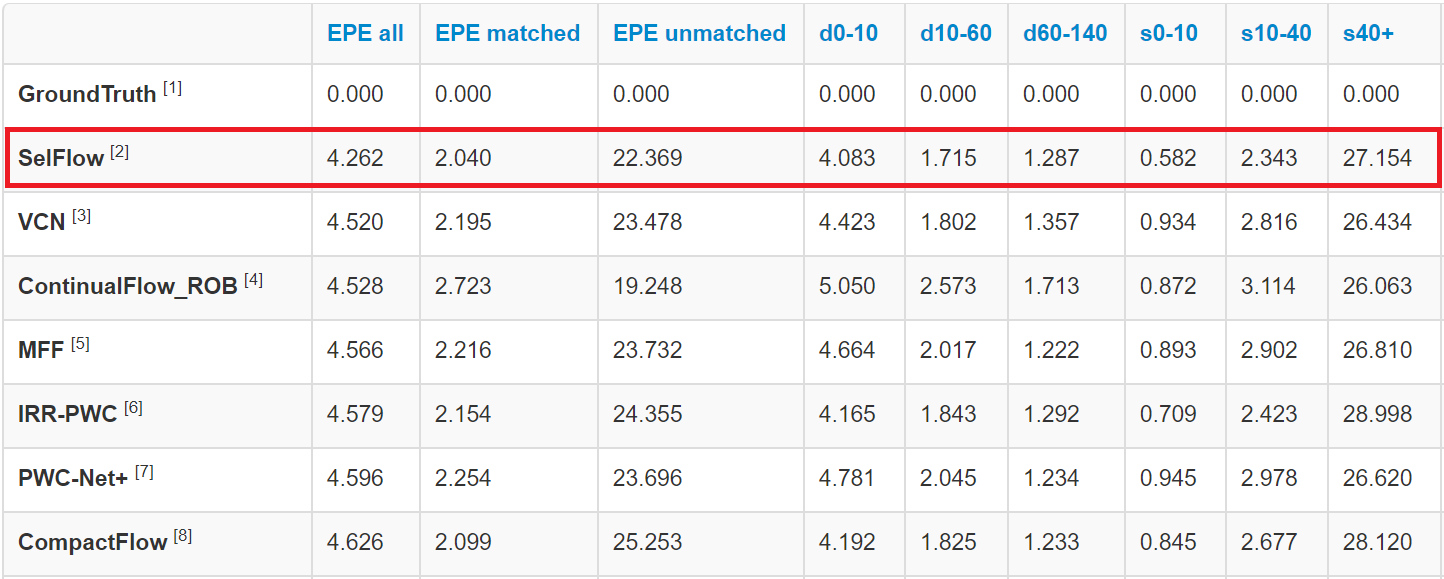 EPE all EPE matched EPE unmatched d0-10 d10-60 d60-140 s0-10 s10-40 s40+
GroundTruth [1] 0.000 0.000 0.000 0.000 0.000 0.000 0.000 0.000 0.000
SelFlow [2] 4.262 2.040 22.369 4.083 1.715 1.287 0.582 2.343 27.154
VCN [3] 4.520 2.195 23.478 4.423 1.802 1.357 0.934 2.816 26.434
ContinualFlow_ROB [4] 4.528 2.723 19.248 5.050 2.573 1.713 0.872 3.114 26.063
MFF [5] 4.566 2.216 23.732 4.664 2.017 1.222 0.893 2.902 26.810
IRR-PWC [6] 4.579 2.154 24.355 4.165 1.843 1.292 0.709 2.423 28.998
PWC-Net+ [7] 4.596 2.254 23.696 4.781 2.045 1.234 0.945 2.978 26.620
CompactFlow [8] 4.626 2.099 25.253 4.192 1.825 1.233 0.845 2.677 28.120